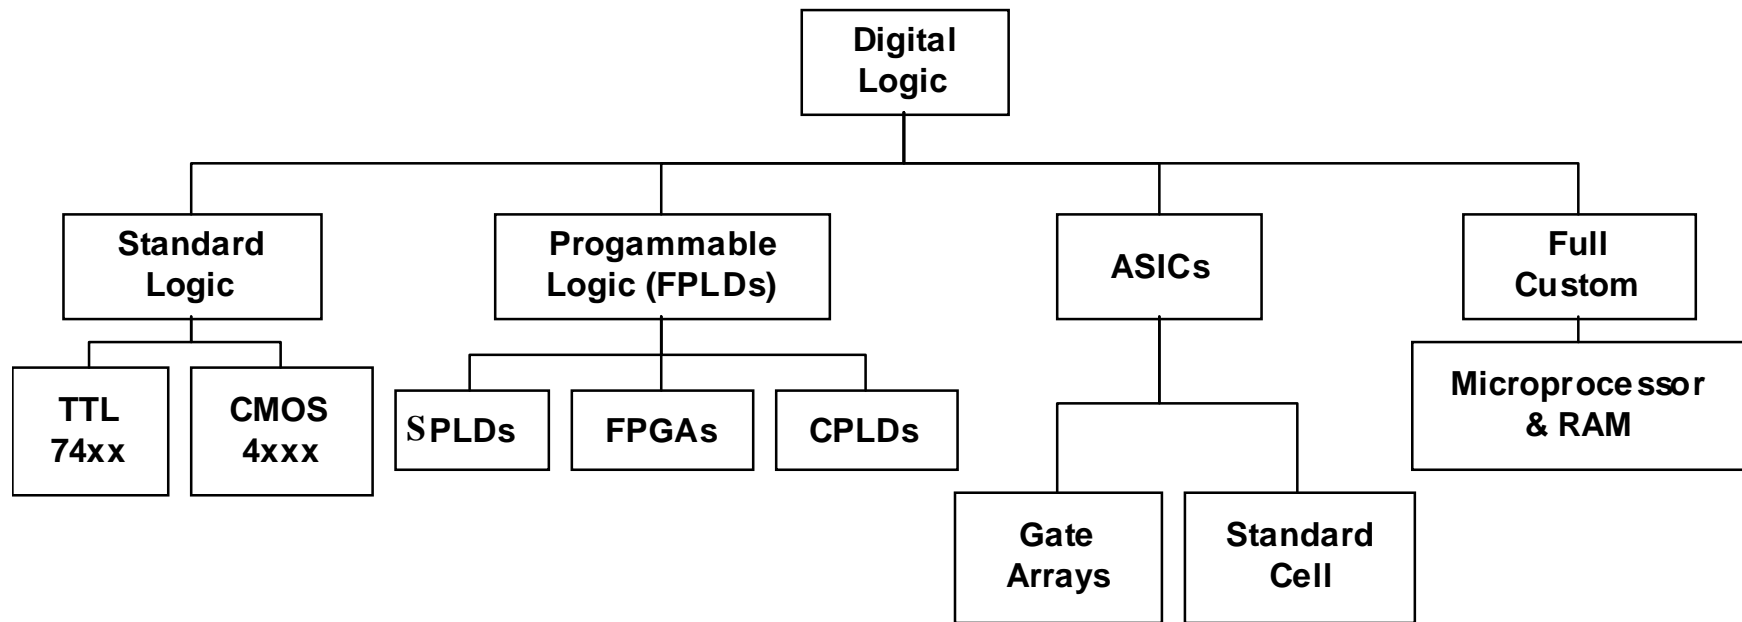 Digital
Logic
Standard
Logic
Progammable
Logic (FPLDs)
ASICs
Full
Custom
TTL
74xx
CMOS
4xxx
SPLDs
FPGAs
CPLDs
Microprocessor
& RAM
Gate
Arrays
Standard
Cell